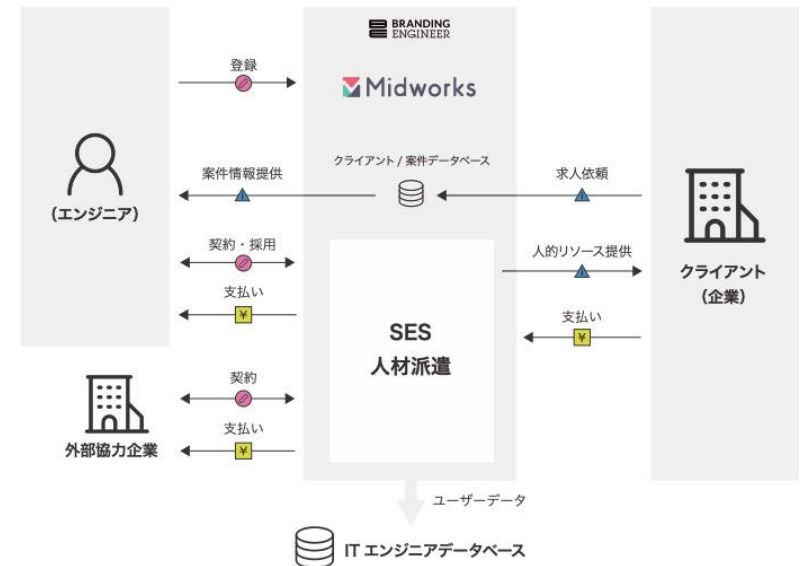 BRANDING
ENGINEER
Midworks
登録
クライアント / 案件データベース
案件情報提供
求人依頼
(エンジニア)
契約・採用
人的リソース提供
クライアント
(企業)
支払い
¥
支払い
¥
SES
人材派遣
契約
外部協力企業
支払い
¥
ユーザーデータ
IT エンジニアデータベース